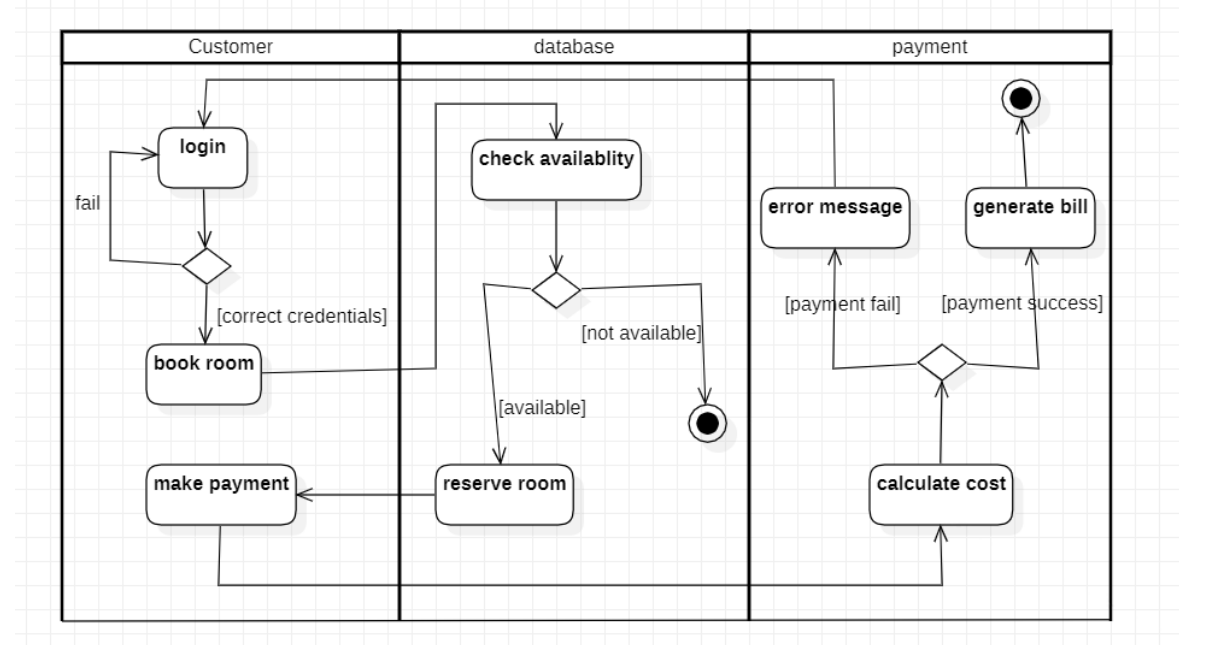 Customer
database
payment
login
fail
[correct credentials]
book room
make payment
check availablity
[not available]
[available]
reserve room
error message
generate bill
[payment fail]
[payment success]
calculate cost